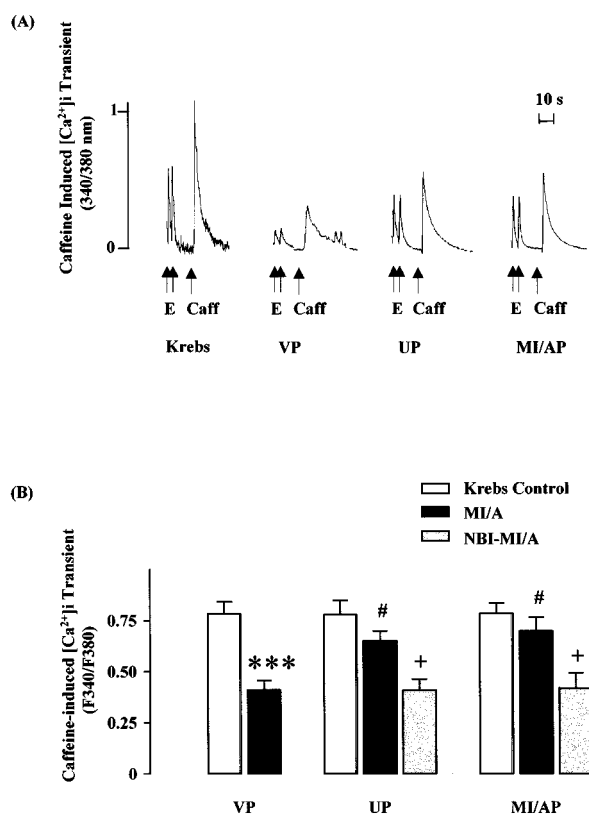 (A)
Caffeine Induced [Ca2+]i Transient
(340/380 nm)
1
0
10 s
E Caff
E Caff
E Caff
E Caff
Krebs
VP
UP
MI/AP
(B)
Krebs Control
MI/A
NBI-MI/A
Caffeine-induced [Ca2+]i Transient
(F340/F380)
0.75
0.50
0.25
0
***
#
+
#
+
VP
UP
MI/AP